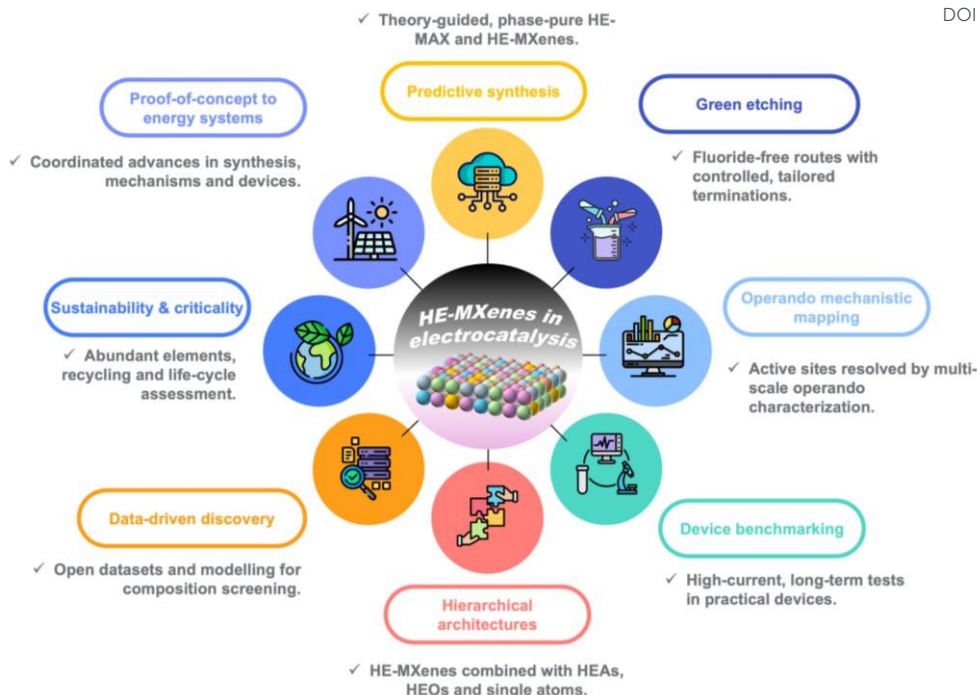 DOI
✓ Theory-guided, phase-pure HE-
MAX and HE-MXenes.
Predictive synthesis
Green etching
✓ Fluoride-free routes with
controlled, tailored
terminations.
Operando mechanistic
mapping
✓ Active sites resolved by multi-
scale operando
characterization.
Device benchmarking
✓ High-current, long-term tests
in practical devices.
Hierarchical
architectures
✓ HE-MXenes combined with HEAs,
HEOs and single atoms.
Data-driven discovery
✓ Open datasets and modelling for
composition screening.
Sustainability & criticality
✓ Abundant elements,
recycling and life-cycle
assessment.
Proof-of-concept to
energy systems
✓ Coordinated advances in synthesis,
mechanisms and devices.
HE-MXenes in
electrocatalysis